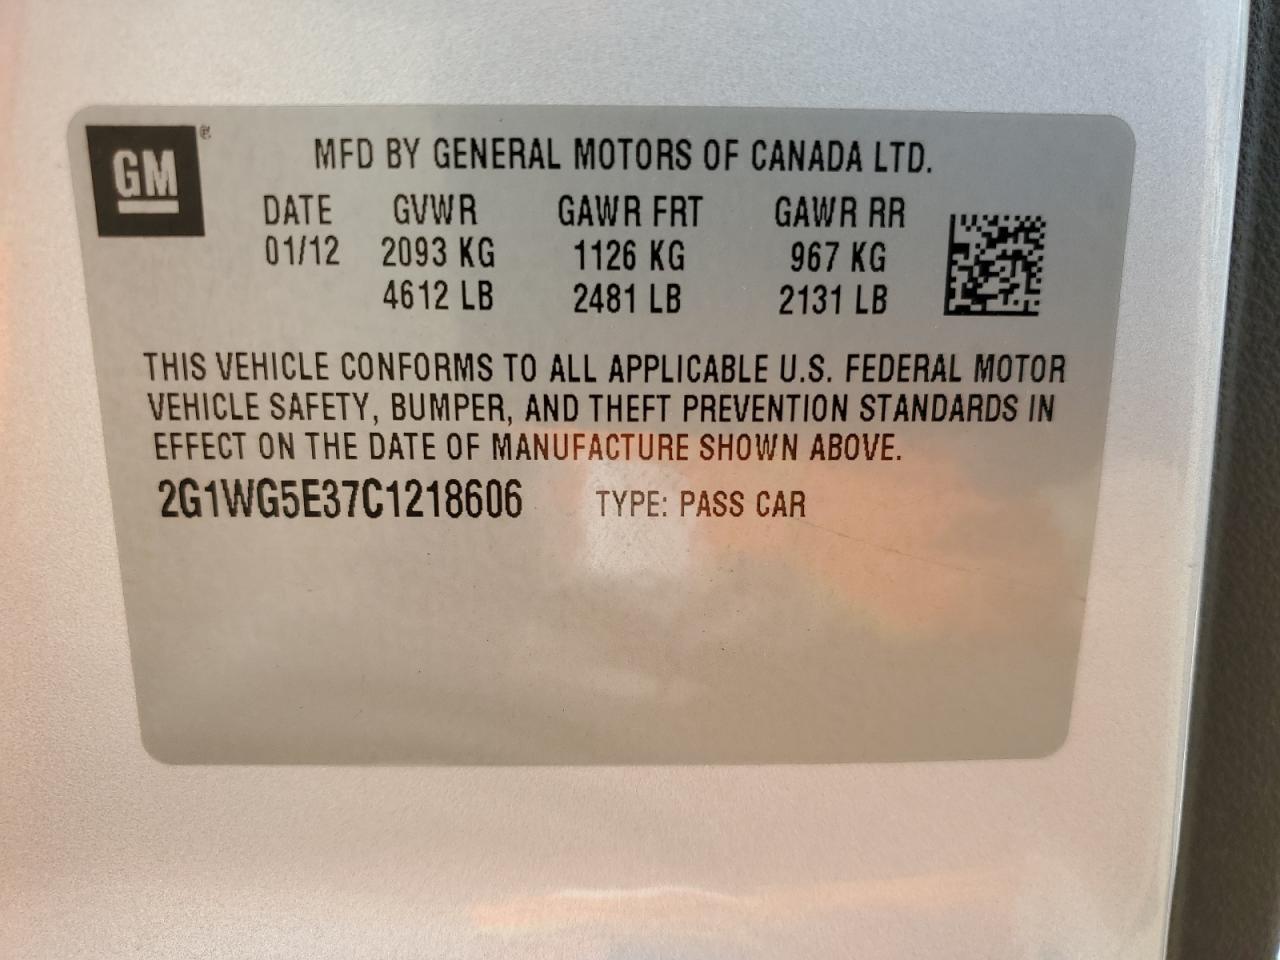 GM®
MFD BY GENERAL MOTORS OF CANADA LTD.
DATE GVWR GAWR FRT GAWR RR
01/12 2093 KG 1126 KG 967 KG
4612 LB 2481 LB 2131 LB
THIS VEHICLE CONFORMS TO ALL APPLICABLE U.S. FEDERAL MOTOR
VEHICLE SAFETY, BUMPER, AND THEFT PREVENTION STANDARDS IN
EFFECT ON THE DATE OF MANUFACTURE SHOWN ABOVE.
2G1WG5E37C1218606 TYPE: PASS CAR